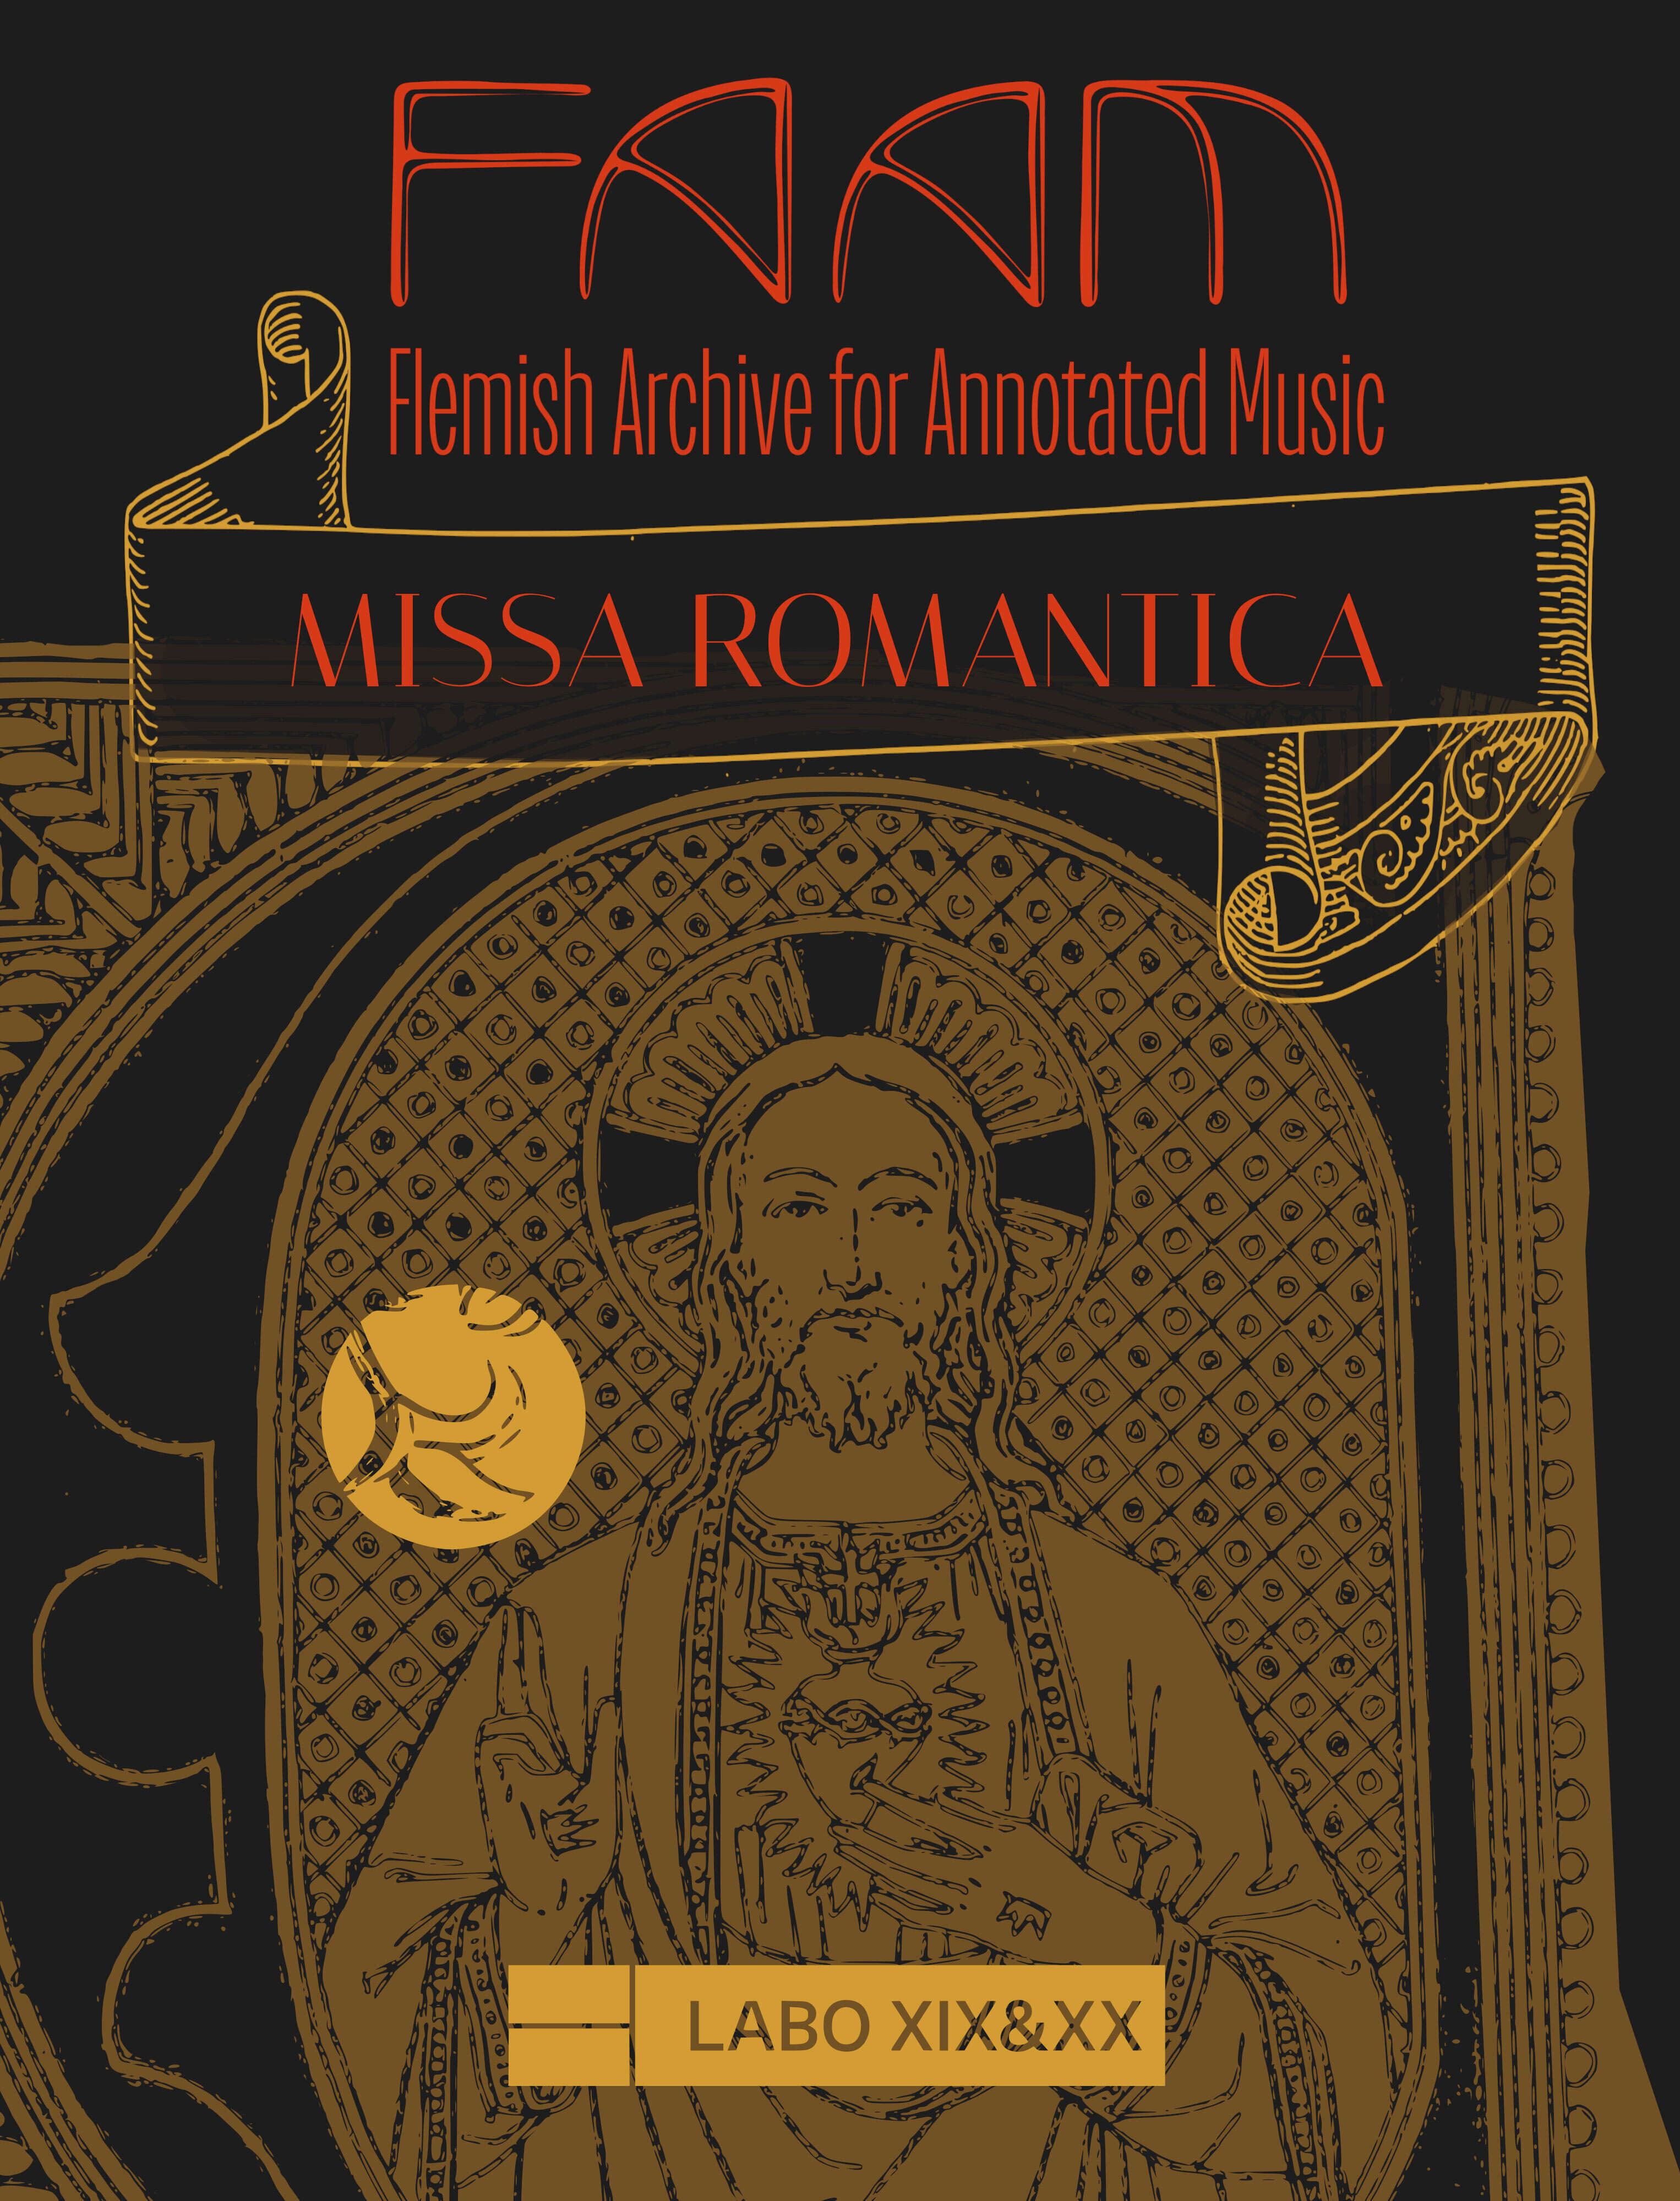 FAAM
Flemish Archive for Annotated Music
MISSA ROMANTICA
LABO XIX&XX